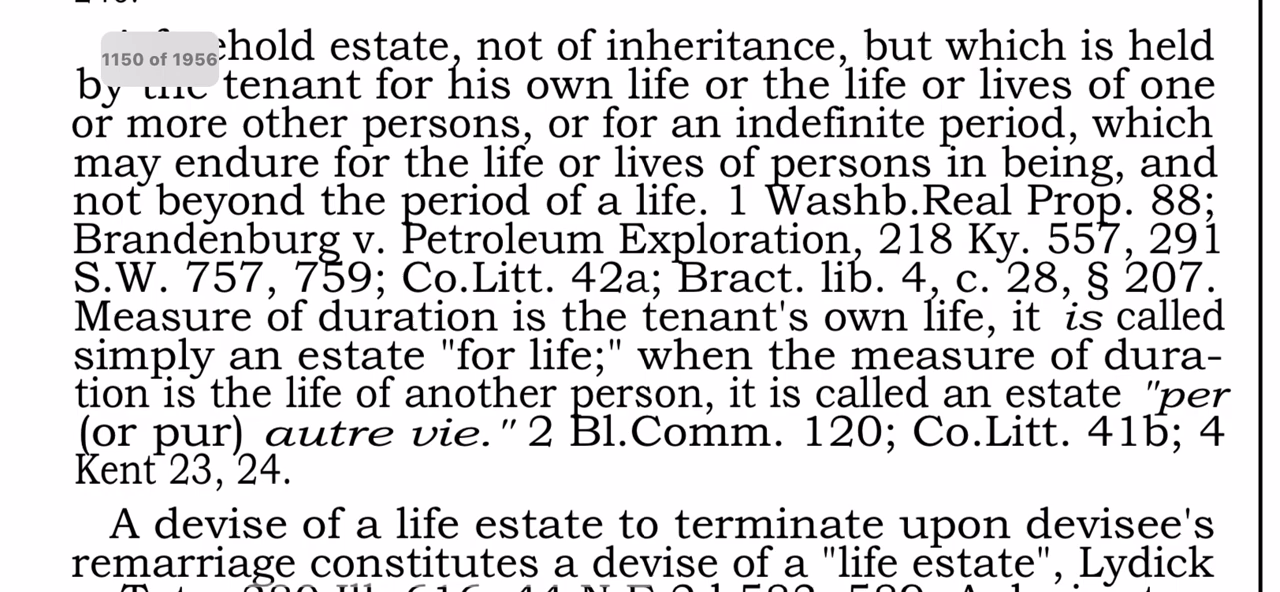 1150 of 1956
ehold estate, not of inheritance, but which is held
by the tenant for his own life or the life or lives of one
or more other persons, or for an indefinite period, which
may endure for the life or lives of persons in being, and
not beyond the period of a life. 1 Washb.Real Prop. 88;
Brandenburg v. Petroleum Exploration, 218 Ky. 557, 291
S.W. 757, 759; Co.Litt. 42a; Bract. lib. 4, c. 28, § 207.
Measure of duration is the tenant's own life, it is called
simply an estate "for life;" when the measure of dura-
tion is the life of another person, it is called an estate "per
(or pur) autre vie." 2 Bl.Comm. 120; Co.Litt. 41b; 4
Kent 23, 24.
A devise of a life estate to terminate upon devisee's
remarriage constitutes a devise of a "life estate", Lydick